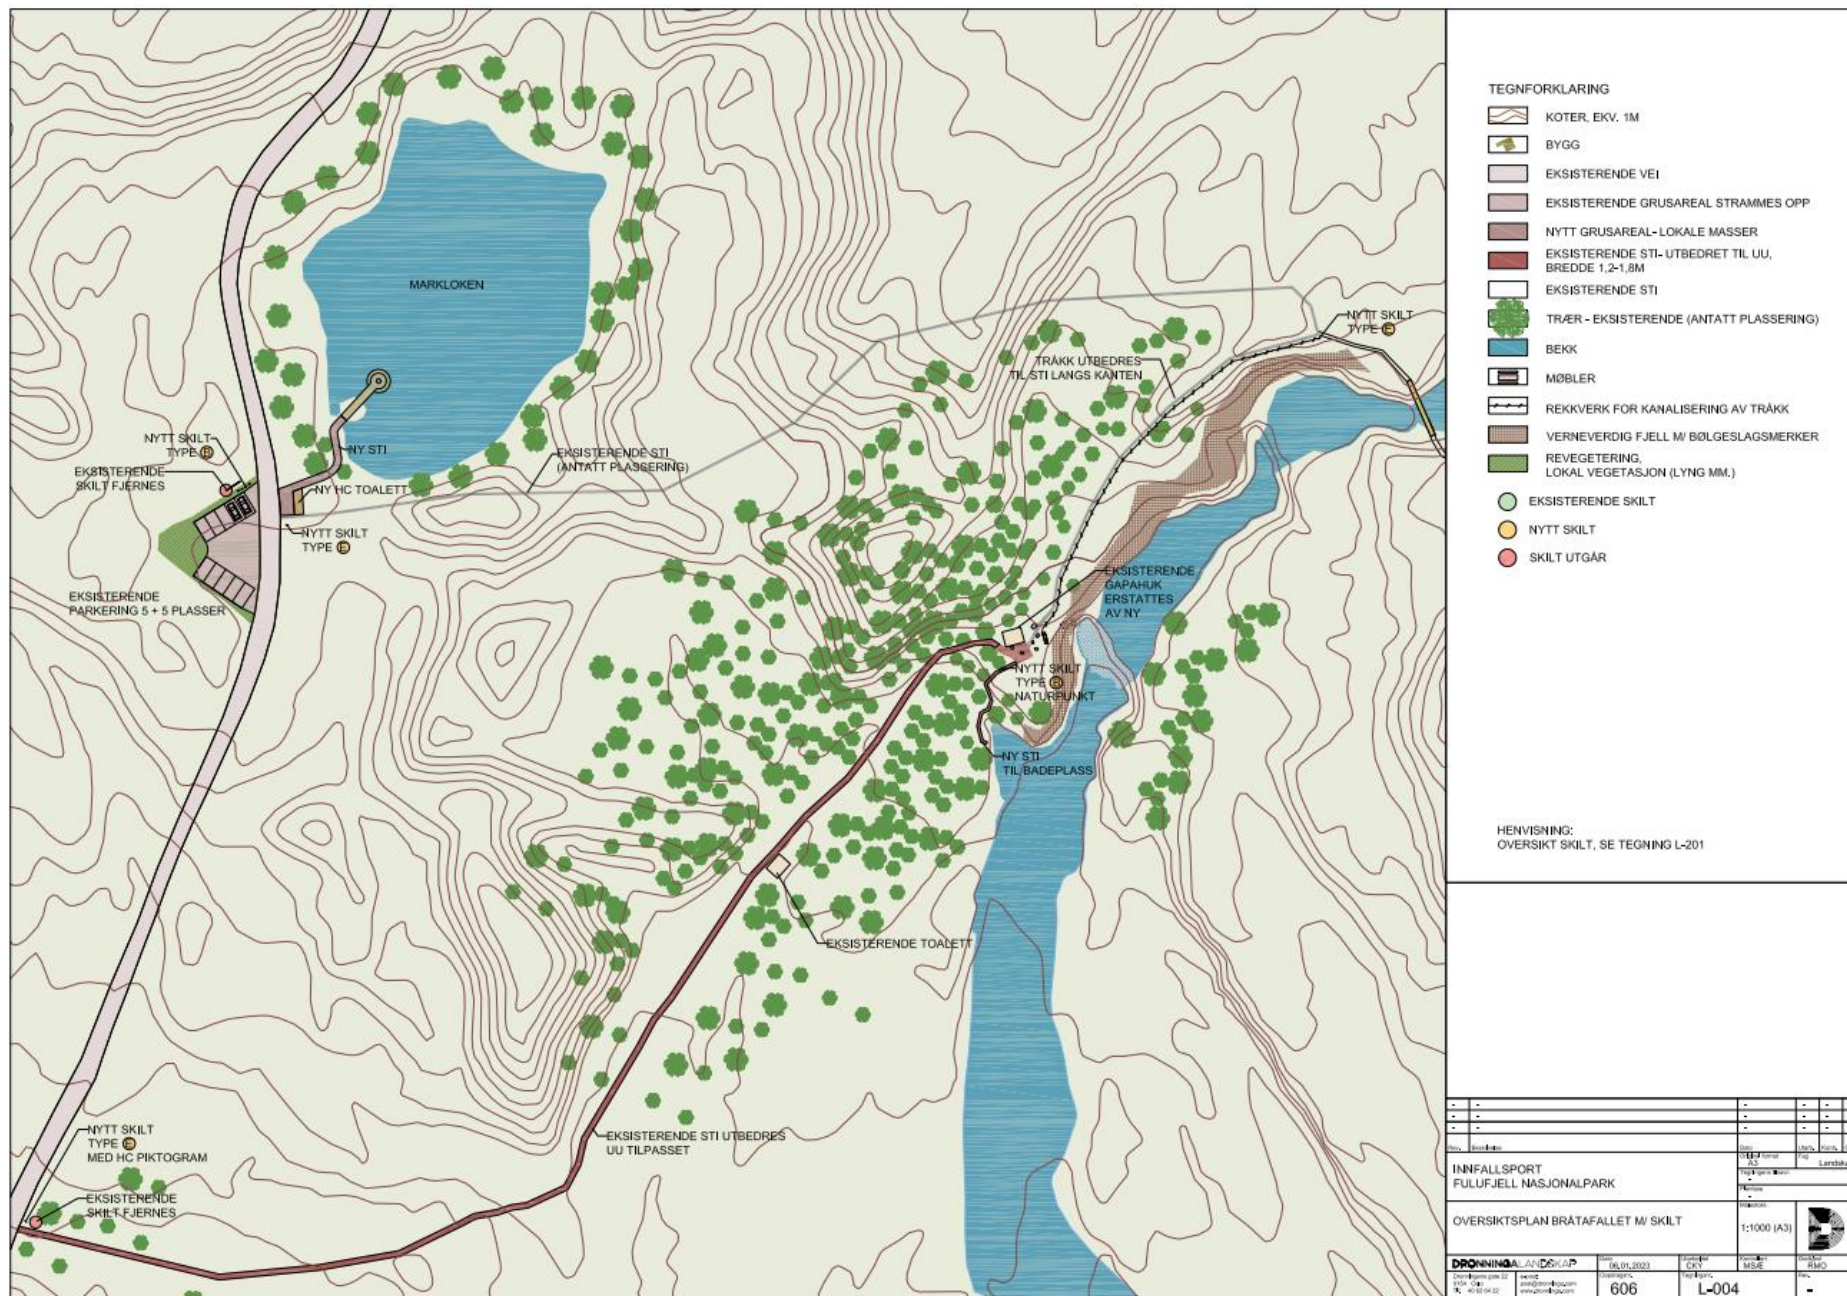 MARKLOKEN
NYTT SKILT
TYPE E
TRÅKK UTBEDRES
TIL STI LANGS KANTEN
NYTT SKILT
TYPE B
EKSISTERENDE
SKILT FJERNES
NY STI
EKSISTERENDE STI
(ANTATT PLASSERING)
NY HC TOALETT
NYTT SKILT
TYPE E
EKSISTERENDE
PARKERING 5 + 5 PLASSER
EKSISTERENDE
GAPAHUK
ERSTATTES
AV NY
NYTT SKILT
TYPE B
NATURPUNKT
NY STI
TIL BADEPLASS
EKSISTERENDE TOALETT
EKSISTERENDE STI UTBEDRES
UU TILPASSET
NYTT SKILT
TYPE E
MED HC PIKTOGRAM
EKSISTERENDE
SKILT FJERNES
TEGNFORKLARING
KOTER, EKV. 1M
BYGG
EKSISTERENDE VEI
EKSISTERENDE GRUSAREAL STRAMMES OPP
NYTT GRUSAREAL- LOKALE MASSER
EKSISTERENDE STI- UTBEDRET TIL UU,
BREDDE 1,2-1,8M
EKSISTERENDE STI
TRÆR - EKSISTERENDE (ANTATT PLASSERING)
BEKK
MØBLER
REKKVERK FOR KANALISERING AV TRÅKK
VERNEVERDIG FJELL M/ BØLGESLAGSMERKER
REVEGETERING,
LOKAL VEGETASJON (LYNG MM.)
EKSISTERENDE SKILT
NYTT SKILT
SKILT UTGÅR
HENVISNING:
OVERSIKT SKILT, SE TEGNING L-201
A3
INNFALLSPORT
FULUFJELL NASJONALPARK
OVERSIKTSPLAN BRÅTAFALLET M/ SKILT
1:1000 (A3)
DRONNINGALANDSKAP
06.01.2023
CKY
MSÆ
RMO
606
L-004